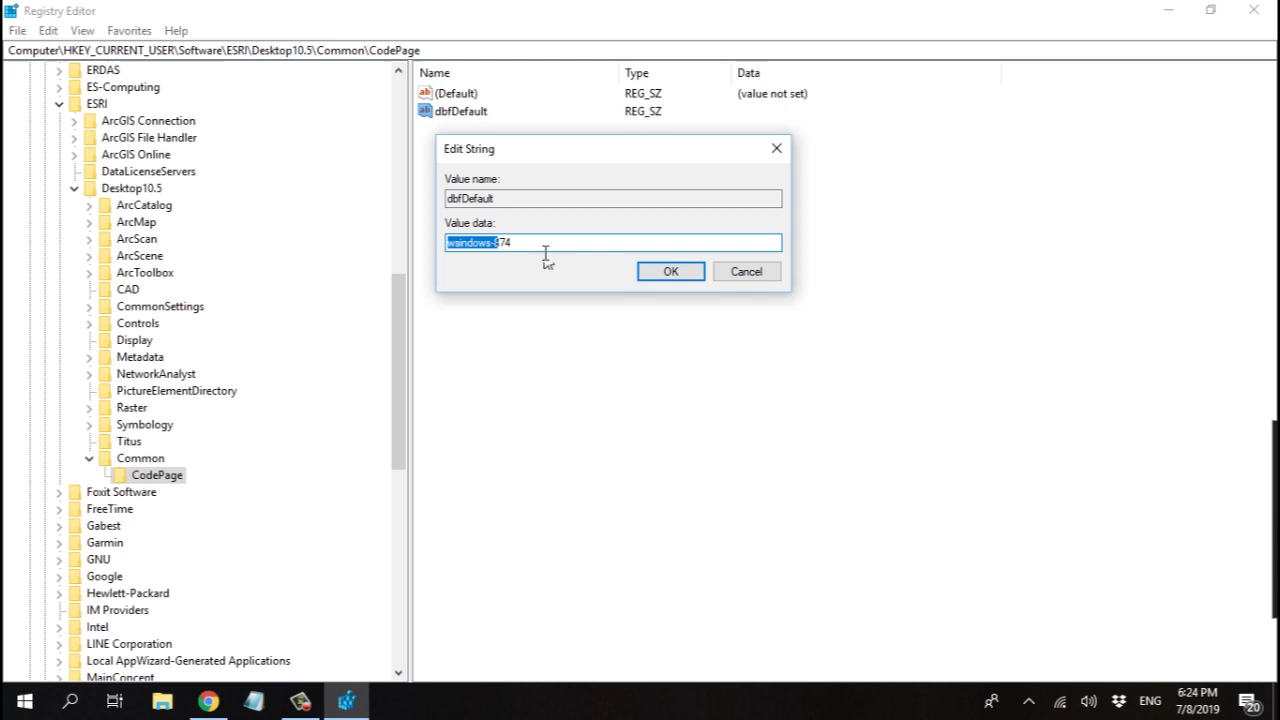 Registry Editor
File Edit View Favorites Help
Computer\HKEY_CURRENT_USER\Software\ESRI\Desktop10.5\Common\CodePage
ERDAS
ES-Computing
ESRI
ArcGIS Connection
ArcGIS File Handler
ArcGIS Online
DataLicenseServers
Desktop10.5
ArcCatalog
ArcMap
ArcScan
ArcScene
ArcToolbox
CAD
CommonSettings
Controls
Display
Metadata
NetworkAnalyst
PictureElementDirectory
Raster
Symbology
Titus
Common
CodePage
Foxit Software
FreeTime
Gabest
Garmin
GNU
Google
Hewlett-Packard
IM Providers
Intel
LINE Corporation
Local AppWizard-Generated Applications
MainConcept
Name Type Data
ab (Default) REG_SZ (value not set)
ab dbfDefault REG_SZ
Edit String
Value name:
dbfDefault
Value data:
wsindows-874
OK Cancel
ENG
6:24 PM
7/8/2019
20